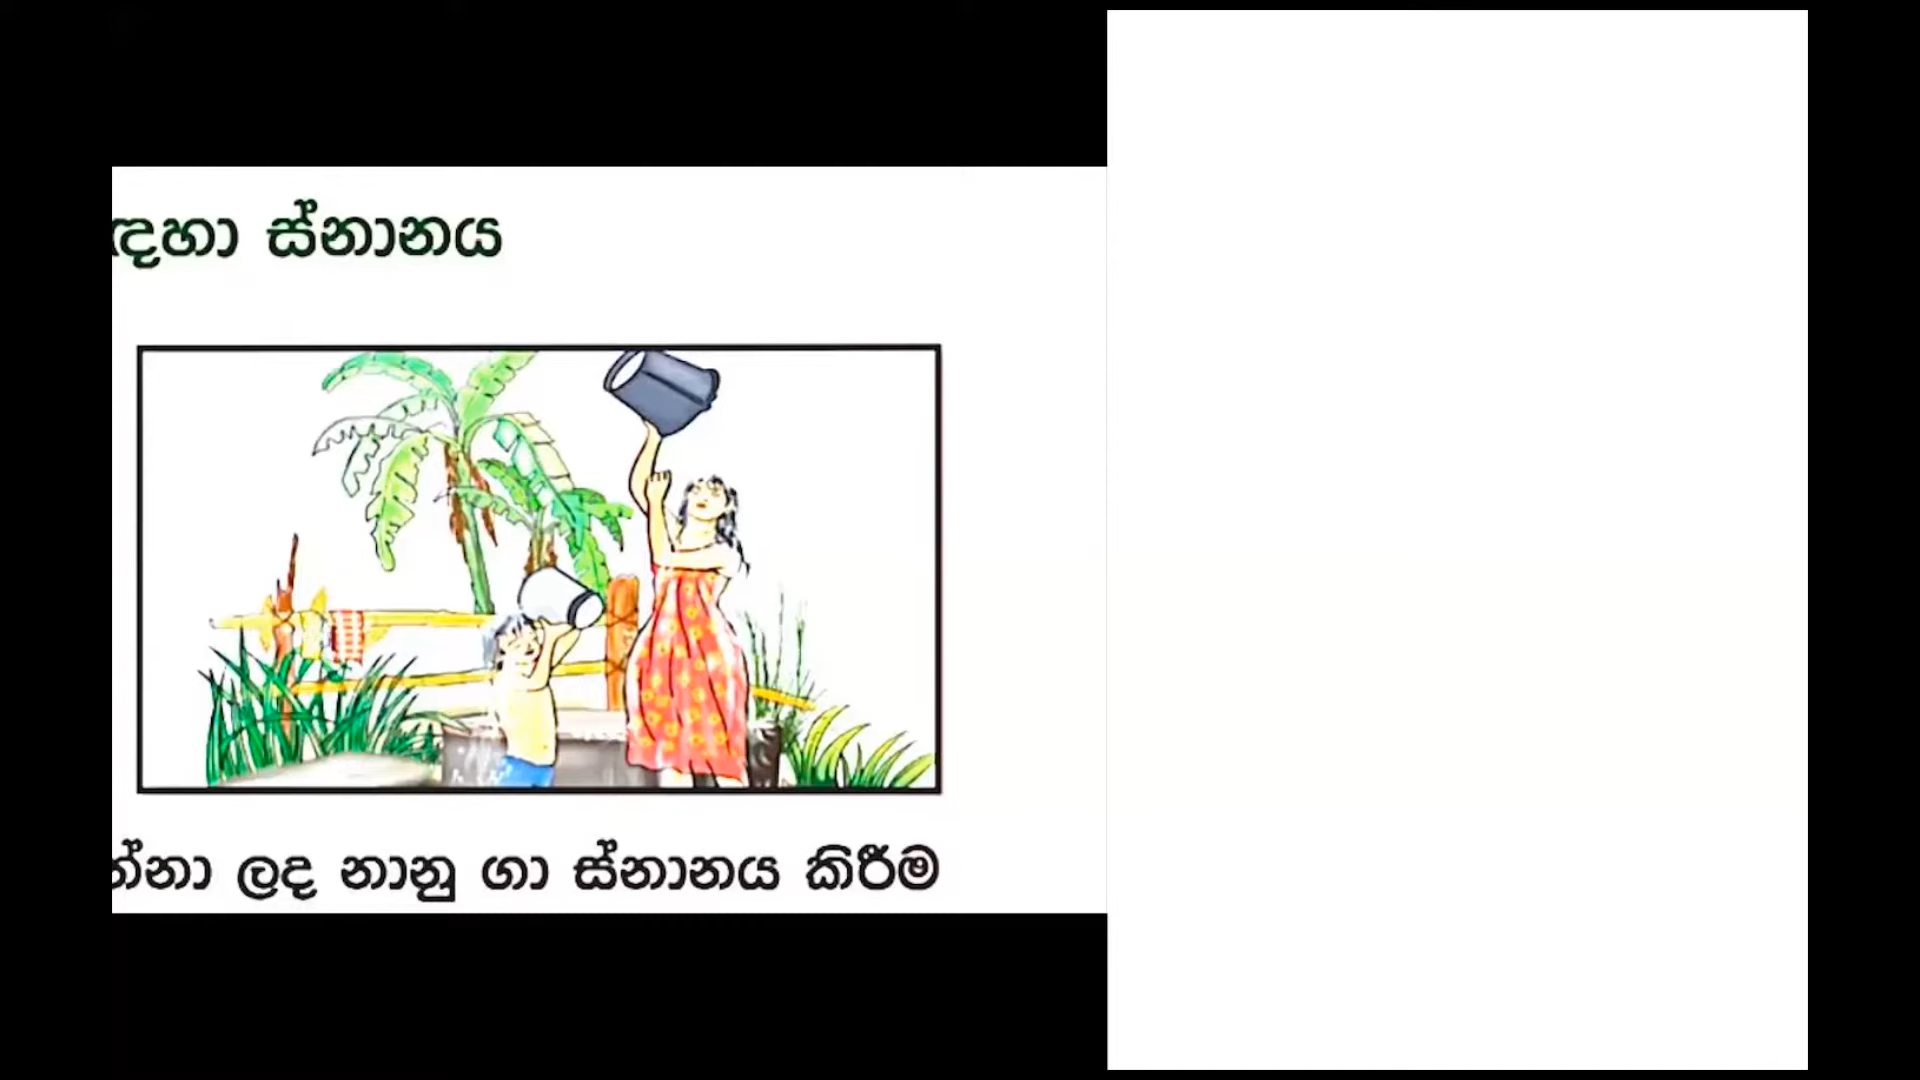 ස්නානය
ලද නානු ගා ස්නානය කිරීම